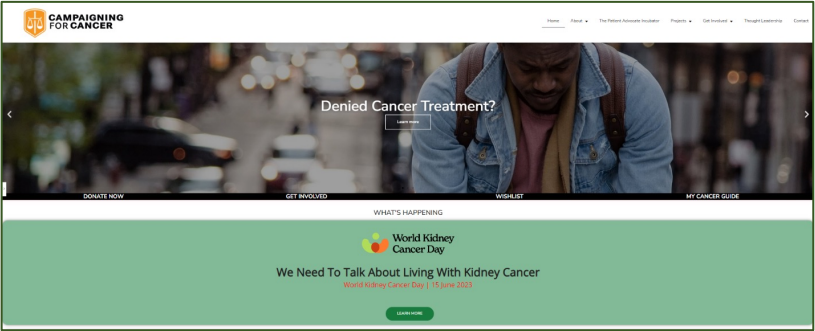 CAMPAIGNING
FOR CANCER
Home About The Patient Advocate Incubator Projects Get Involved Thought Leadership Contact
Denied Cancer Treatment?
Learn more
DONATE NOW GET INVOLVED WISHLIST MY CANCER GUIDE
WHAT'S HAPPENING
World Kidney
Cancer Day
We Need To Talk About Living With Kidney Cancer
World Kidney Cancer Day | 15 June 2023
LEARN MORE